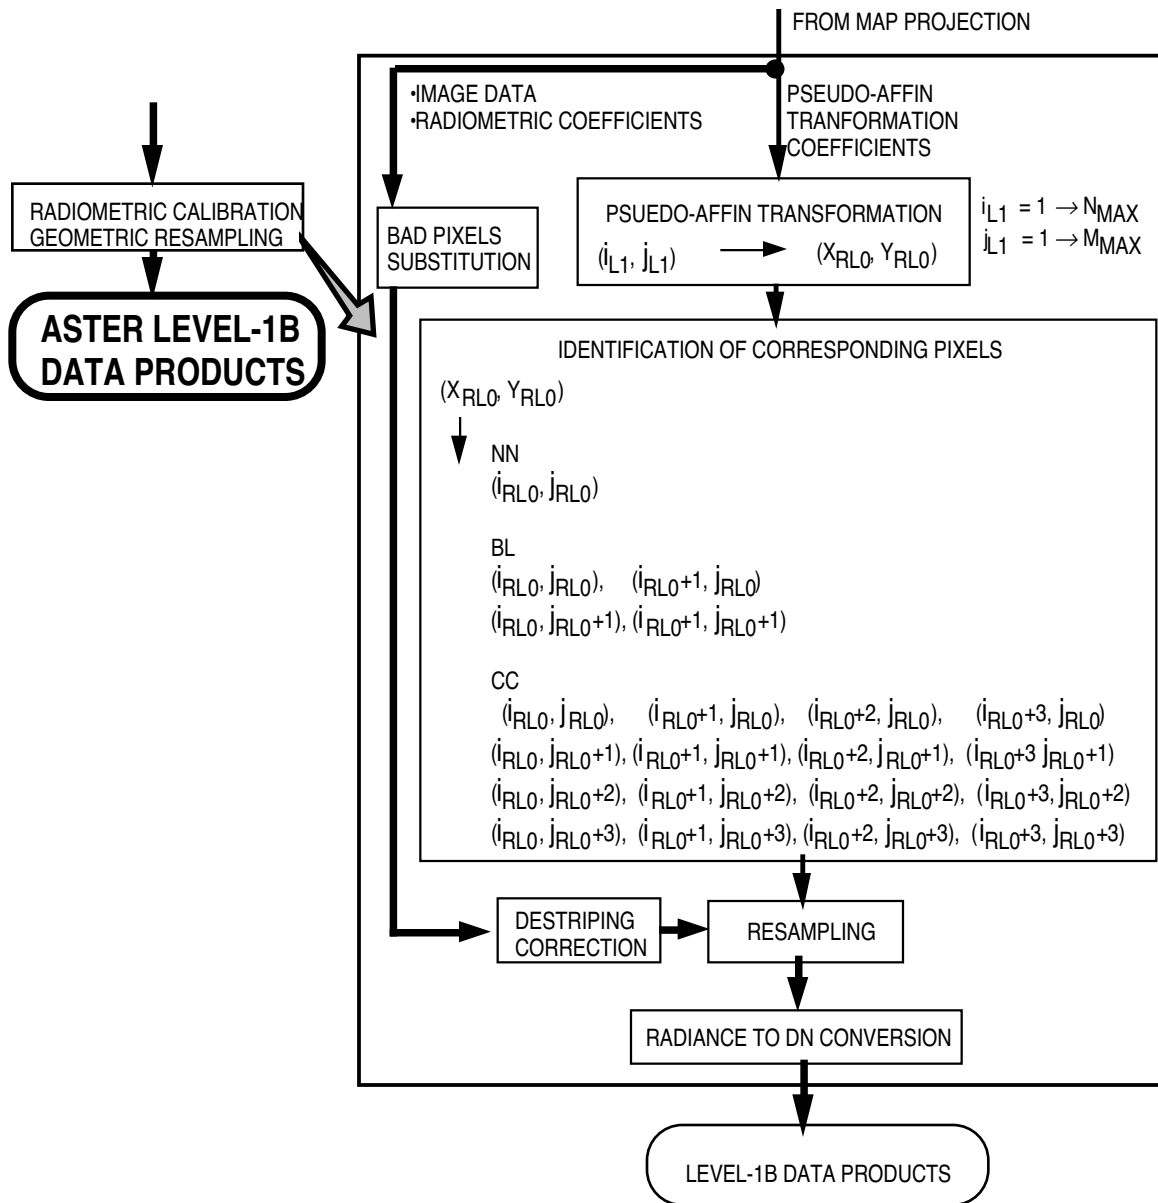 FROM MAP PROJECTION
•IMAGE DATA
•RADIOMETRIC COEFFICIENTS
PSEUDO-AFFIN
TRANFORMATION
COEFFICIENTS
RADIOMETRIC CALIBRATION
GEOMETRIC RESAMPLING
ASTER LEVEL-1B
DATA PRODUCTS
BAD PIXELS
SUBSTITUTION
PSUEDO-AFFIN TRANSFORMATION
(iL1, jL1) → (XRL0, YRL0)
iL1 = 1 → NMAX
jL1 = 1 → MMAX
IDENTIFICATION OF CORRESPONDING PIXELS
(XRL0, YRL0)
NN
(iRL0, jRL0)
BL
(iRL0, jRL0), (iRL0+1, jRL0)
(iRL0, jRL0+1), (iRL0+1, jRL0+1)
CC
(iRL0, jRL0), (iRL0+1, jRL0), (iRL0+2, jRL0), (iRL0+3, jRL0)
(iRL0, jRL0+1), (iRL0+1, jRL0+1), (iRL0+2, jRL0+1), (iRL0+3 jRL0+1)
(iRL0, jRL0+2), (iRL0+1, jRL0+2), (iRL0+2, jRL0+2), (iRL0+3, jRL0+2)
(iRL0, jRL0+3), (iRL0+1, jRL0+3), (iRL0+2, jRL0+3), (iRL0+3, jRL0+3)
DESTRIPING
CORRECTION
RESAMPLING
RADIANCE TO DN CONVERSION
LEVEL-1B DATA PRODUCTS